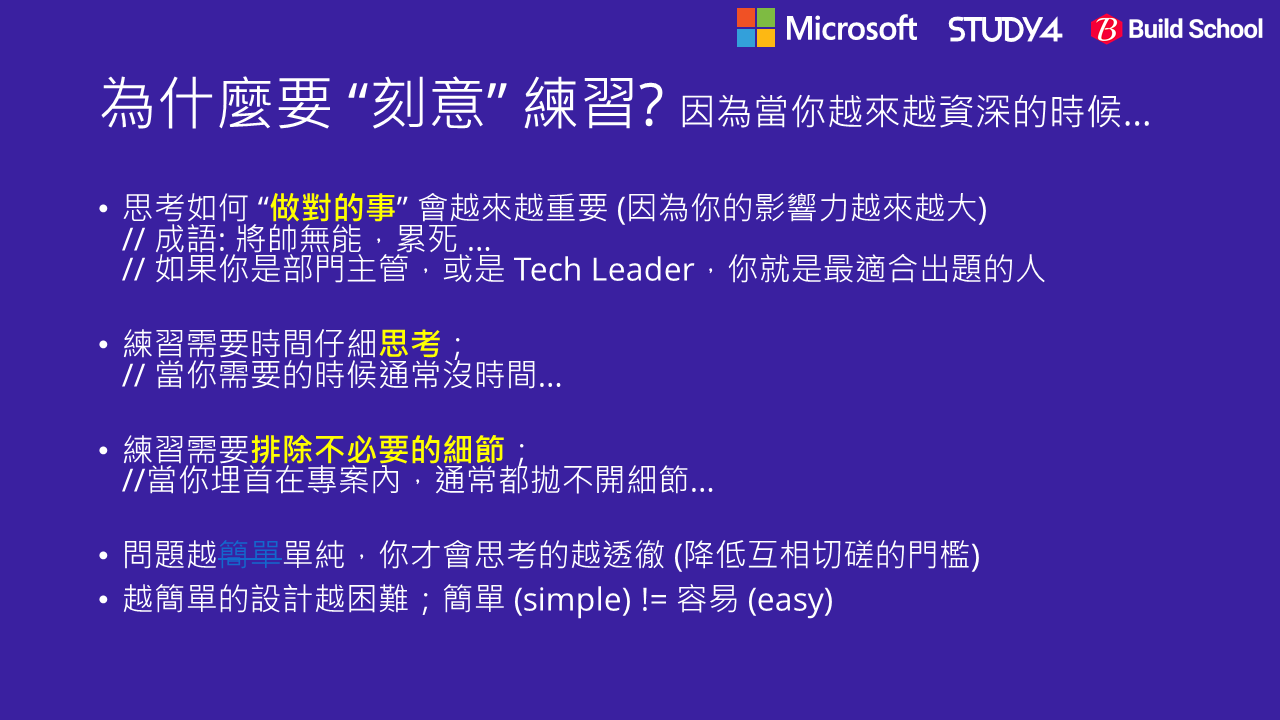 Microsoft STUDY4 Build School
為什麼要 “刻意” 練習? 因為當你越來越資深的時候…
• 思考如何 “做對的事” 會越來越重要 (因為你的影響力越來越大)
// 成語: 將帥無能，累死 …
// 如果你是部門主管，或是 Tech Leader，你就是最適合出題的人
• 練習需要時間仔細思考；
// 當你需要的時候通常沒時間…
• 練習需要排除不必要的細節；
//當你埋首在專案內，通常都拋不開細節…
• 問題越簡單單純，你才會思考的越透徹 (降低互相切磋的門檻)
• 越簡單的設計越困難；簡單 (simple) != 容易 (easy)